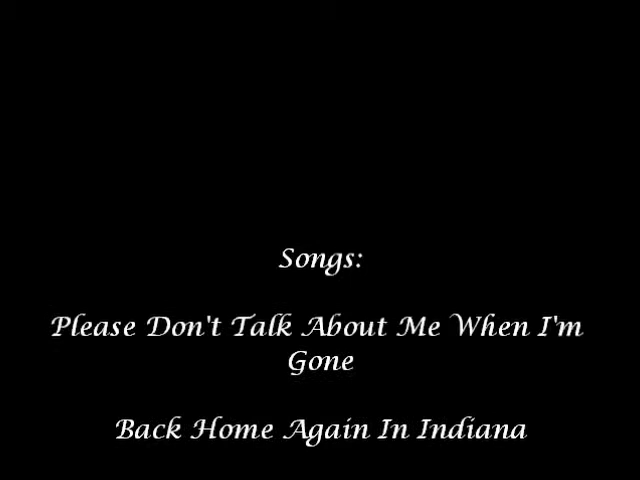 Songs:
Please Don't Talk About Me When I'm
Gone
Back Home Again In Indiana